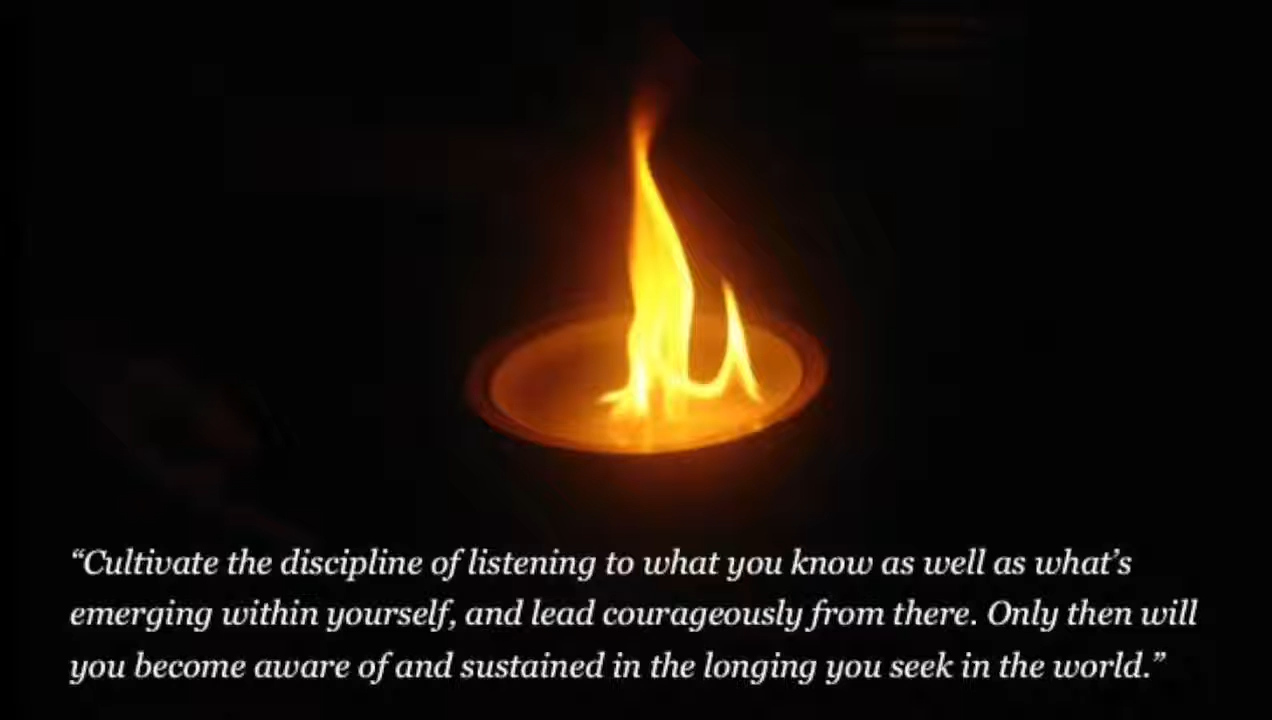 “Cultivate the discipline of listening to what you know as well as what’s
emerging within yourself, and lead courageously from there. Only then will
you become aware of and sustained in the longing you seek in the world.”